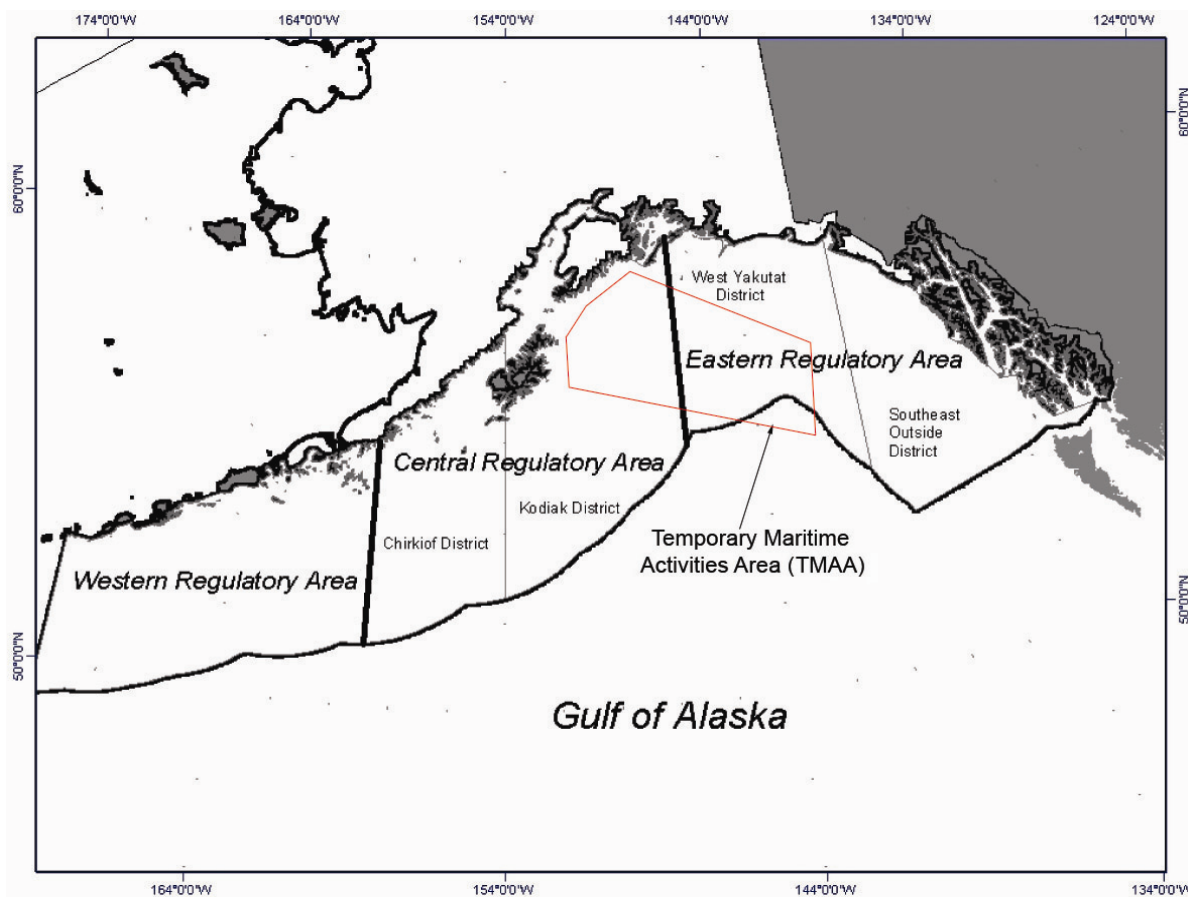 174°0'0"W
164°0'0"W
154°0'0"W
144°0'0"W
134°0'0"W
124°0'0"W
60°0'0"N
60°0'0"N
West Yakutat
District
Eastern Regulatory Area
Southeast
Outside
District
Central Regulatory Area
Kodiak District
Chirkiof District
Temporary Maritime
Activities Area (TMAA)
Western Regulatory Area
50°0'0"N
50°0'0"N
Gulf of Alaska
164°0'0"W
154°0'0"W
144°0'0"W
134°0'0"W